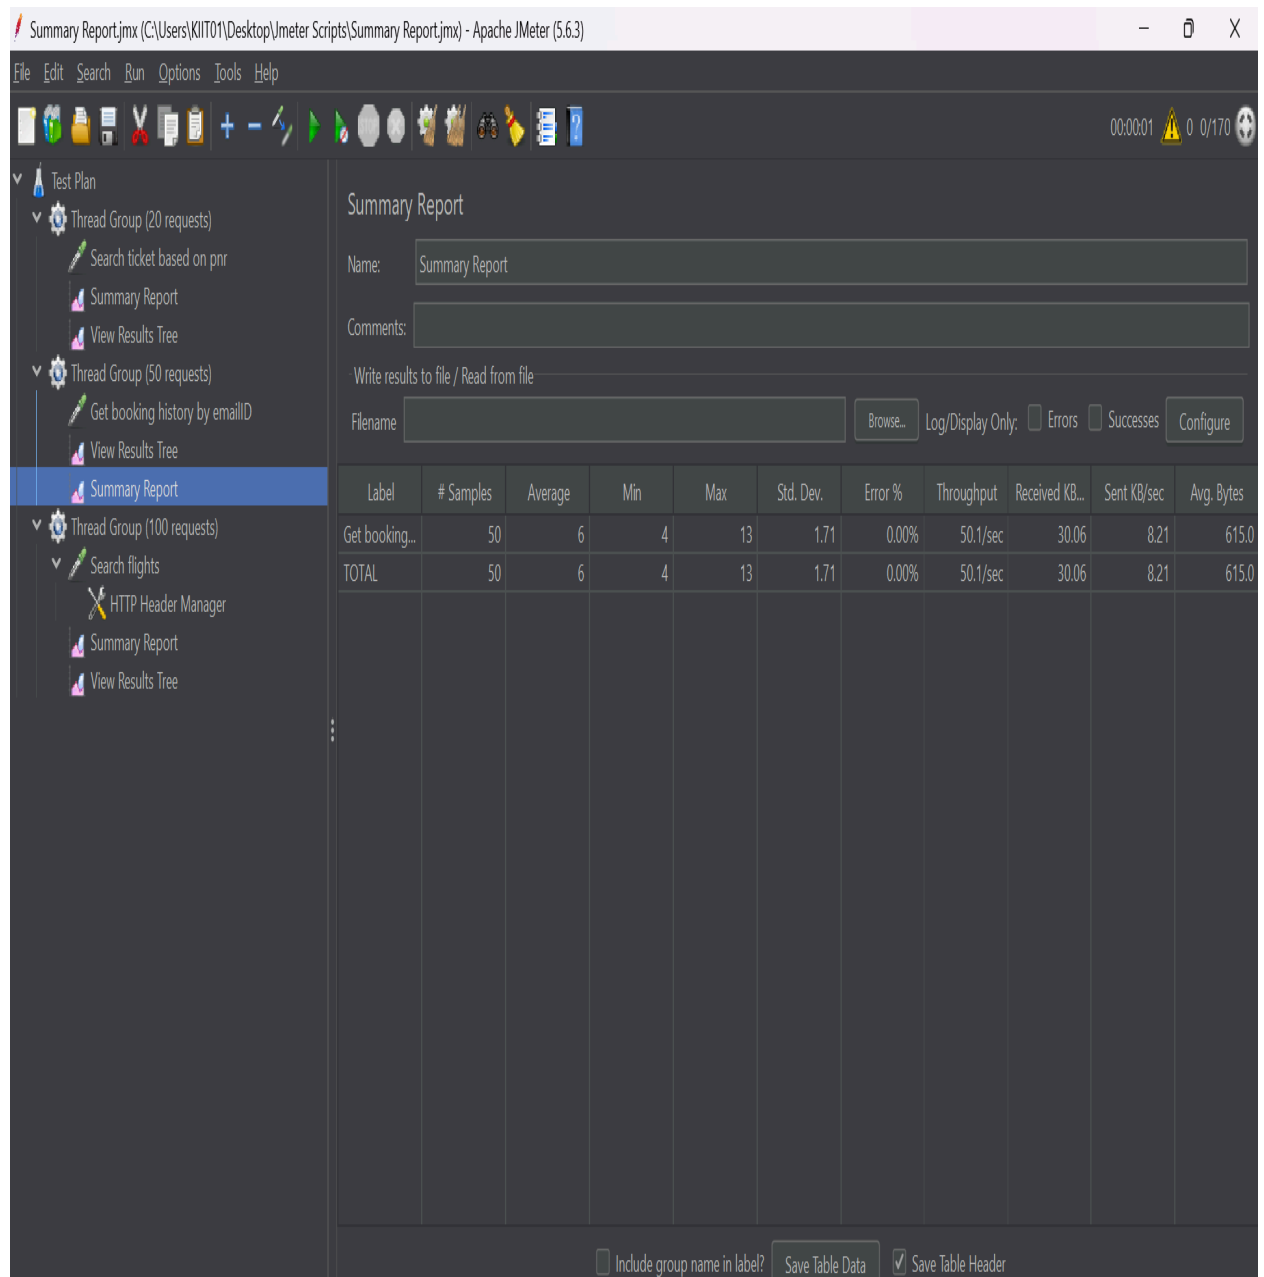 Summary Report.jmx (C:\Users\KIIT01\Desktop\Jmeter Scripts\Summary Report.jmx) - Apache JMeter (5.6.3)
File Edit Search Run Options Tools Help
00:00:01 0 0/170
Test Plan
Thread Group (20 requests)
Search ticket based on pnr
Summary Report
View Results Tree
Thread Group (50 requests)
Get booking history by emailID
View Results Tree
Summary Report
Thread Group (100 requests)
Search flights
HTTP Header Manager
Summary Report
View Results Tree
Summary Report
Name: Summary Report
Comments:
Write results to file / Read from file
Filename Browse... Log/Display Only: Errors Successes Configure
Label # Samples Average Min Max Std. Dev. Error % Throughput Received KB... Sent KB/sec Avg. Bytes
Get booking... 50 6 4 13 1.71 0.00% 50.1/sec 30.06 8.21 615.0
TOTAL 50 6 4 13 1.71 0.00% 50.1/sec 30.06 8.21 615.0
Include group name in label? Save Table Data Save Table Header